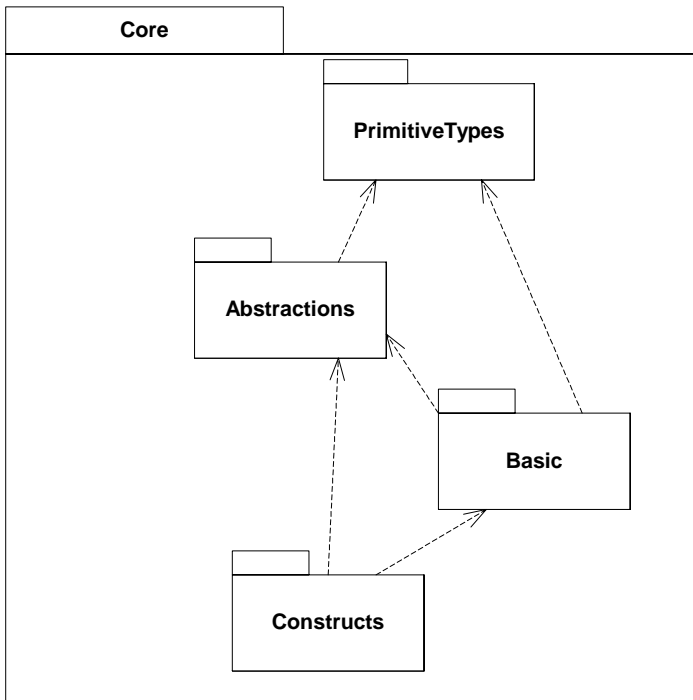 Core
PrimitiveTypes
Abstractions
Basic
Constructs